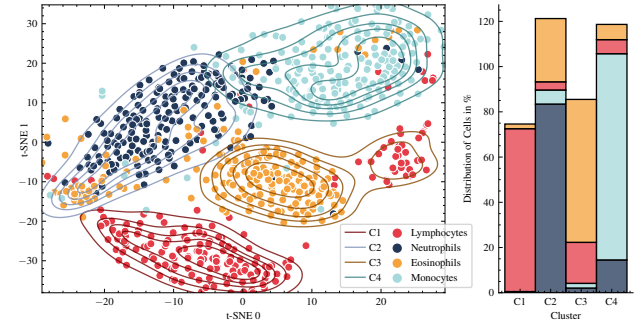 30
20
10
0
−10
−20
−30
t-SNE 1
−20
−10
0
10
20
t-SNE 0
C1 Lymphocytes
C2 Neutrophils
C3 Eosinophils
C4 Monocytes
120
100
80
60
40
20
0
Distribution of Cells in %
C1 C2 C3 C4
Cluster